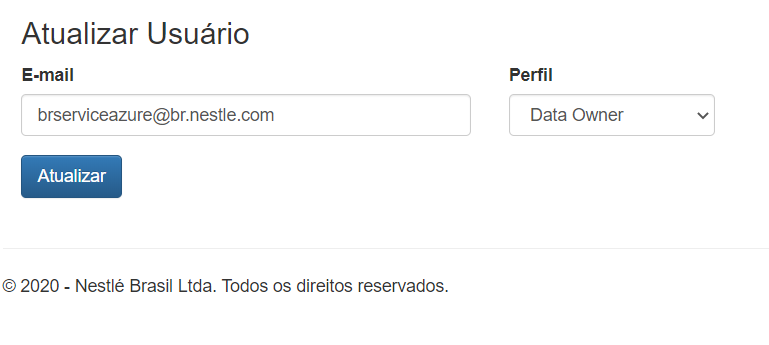 Atualizar Usuário
E-mail Perfil
brserviceazure@br.nestle.com Data Owner
Atualizar
© 2020 - Nestlé Brasil Ltda. Todos os direitos reservados.